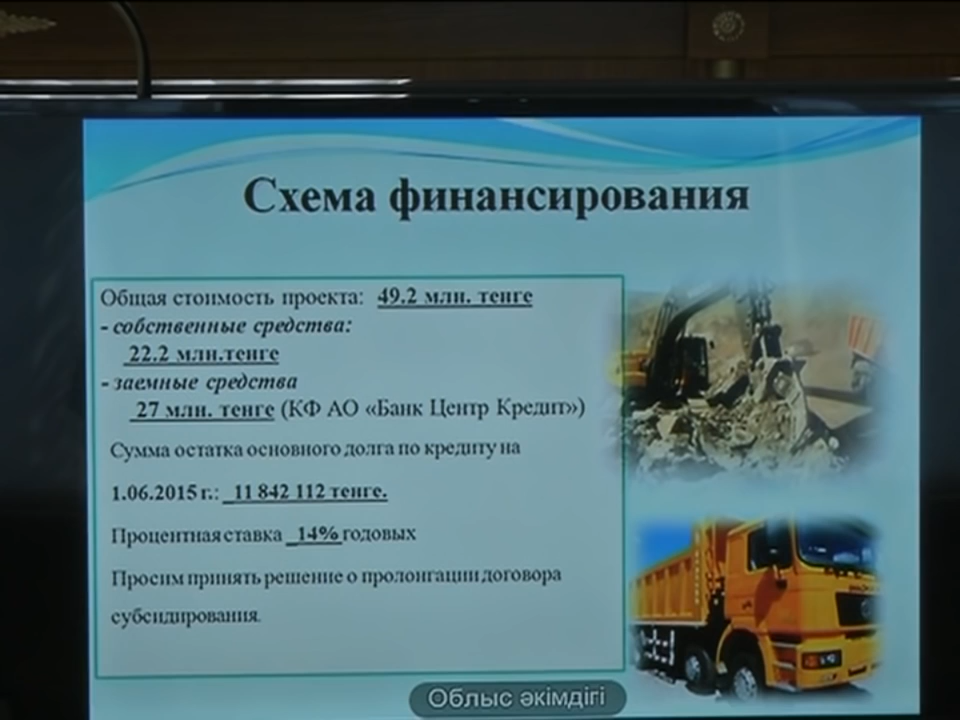 Схема финансирования
Общая стоимость проекта: 49.2 млн. тенге
- собственные средства:
22.2 млн.тенге
- заемные средства
27 млн. тенге (КФ АО «Банк Центр Кредит»)
Сумма остатка основного долга по кредиту на
1.06.2015 г.: 11 842 112 тенге.
Процентная ставка 14% годовых
Просим принять решение о пролонгации договора
субсидирования.
Облыс әкімдігі